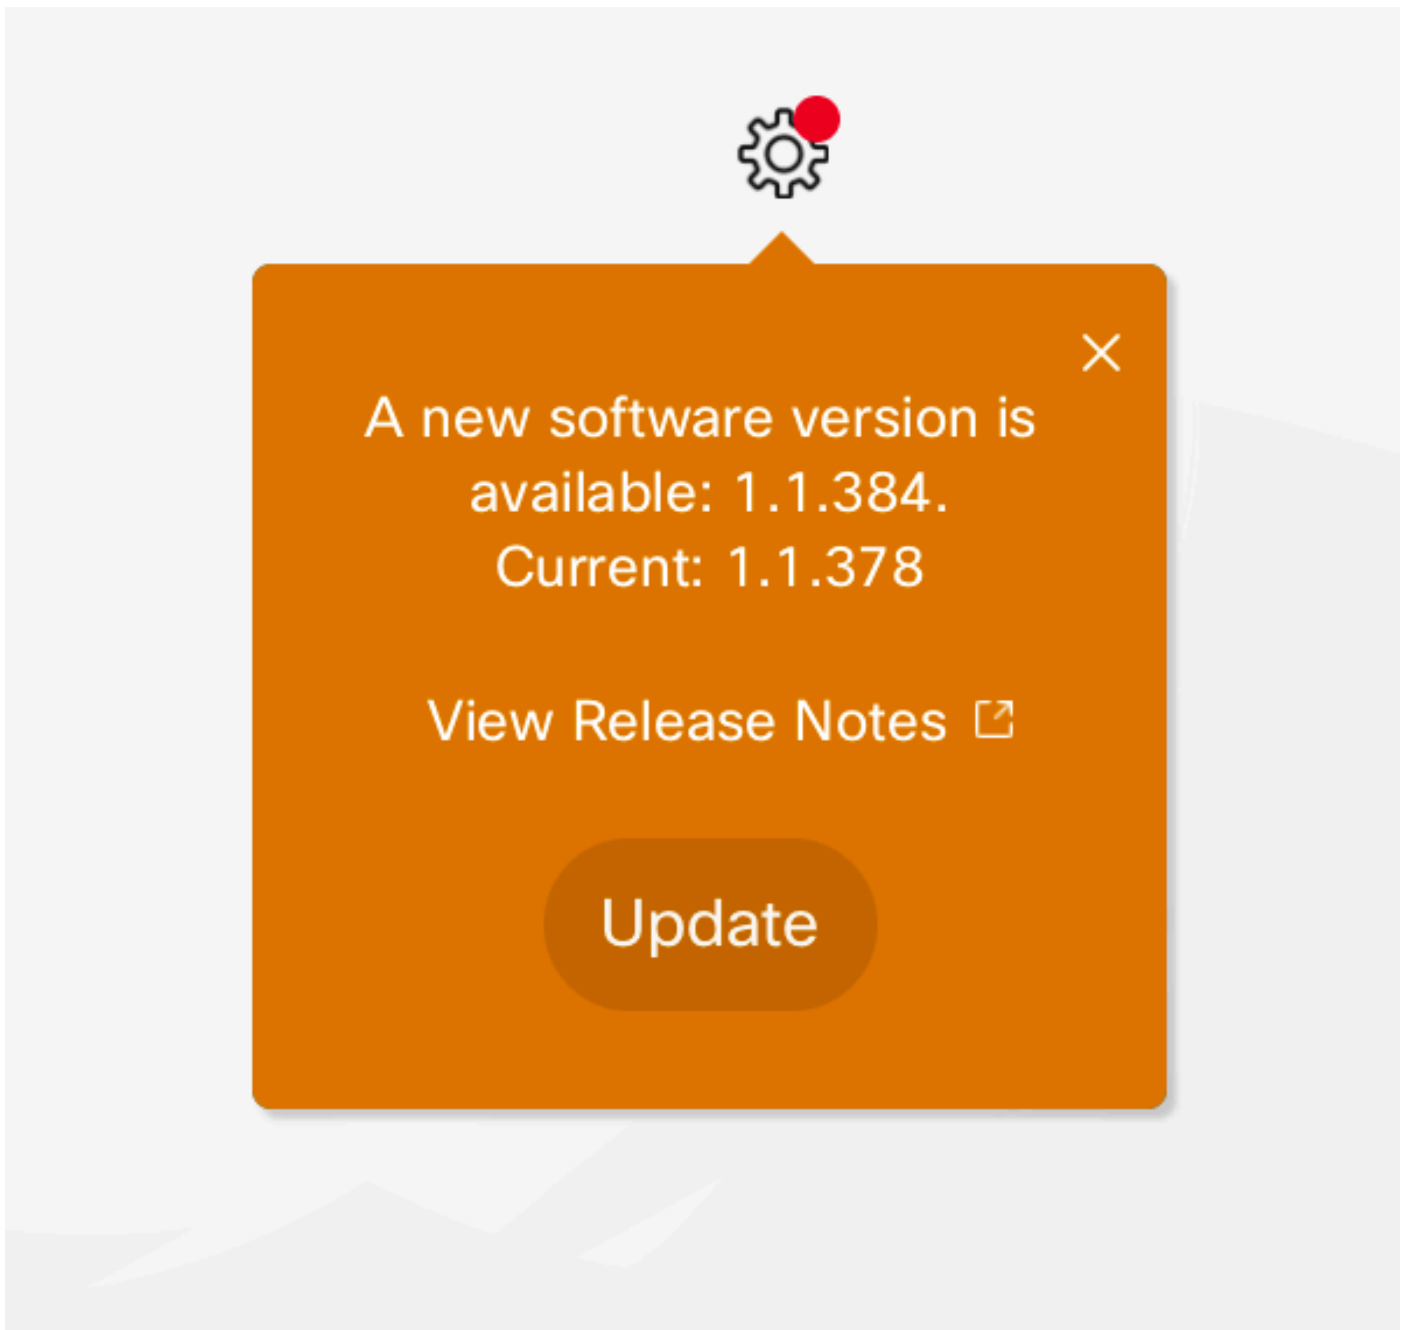 A new software version is
available: 1.1.384.
Current: 1.1.378
View Release Notes
Update